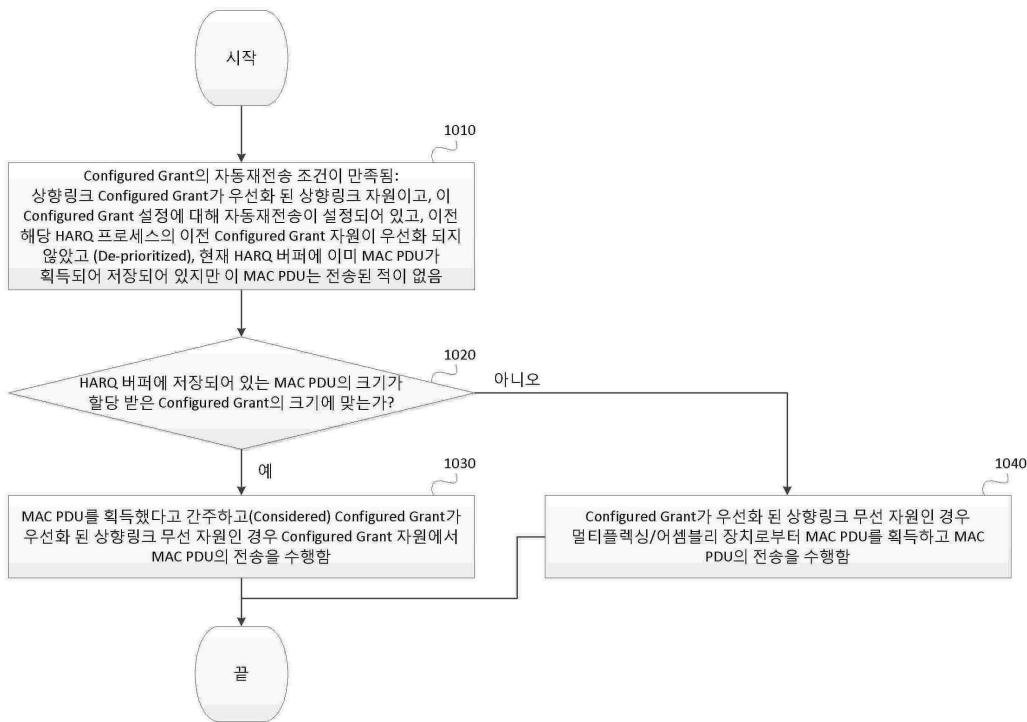 시작
1010
Configured Grant의 자동재전송 조건이 만족됨:
상향링크 Configured Grant가 우선화 된 상향링크 자원이고, 이
Configured Grant 설정에 대해 자동재전송이 설정되어 있고, 이전
해당 HARQ 프로세스의 이전 Configured Grant 자원이 우선화 되지
않았고 (De-prioritized), 현재 HARQ 버퍼에 이미 MAC PDU가
획득되어 저장되어 있지만 이 MAC PDU는 전송된 적이 없음
1020
HARQ 버퍼에 저장되어 있는 MAC PDU의 크기가
할당 받은 Configured Grant의 크기에 맞는가?
아니오
예
1030
MAC PDU를 획득했다고 간주하고(Considered) Configured Grant가
우선화 된 상향링크 무선 자원인 경우 Configured Grant 자원에서
MAC PDU의 전송을 수행함
1040
Configured Grant가 우선화 된 상향링크 무선 자원인 경우
멀티플렉싱/어셈블리 장치로부터 MAC PDU를 획득하고 MAC
PDU의 전송을 수행함
끝